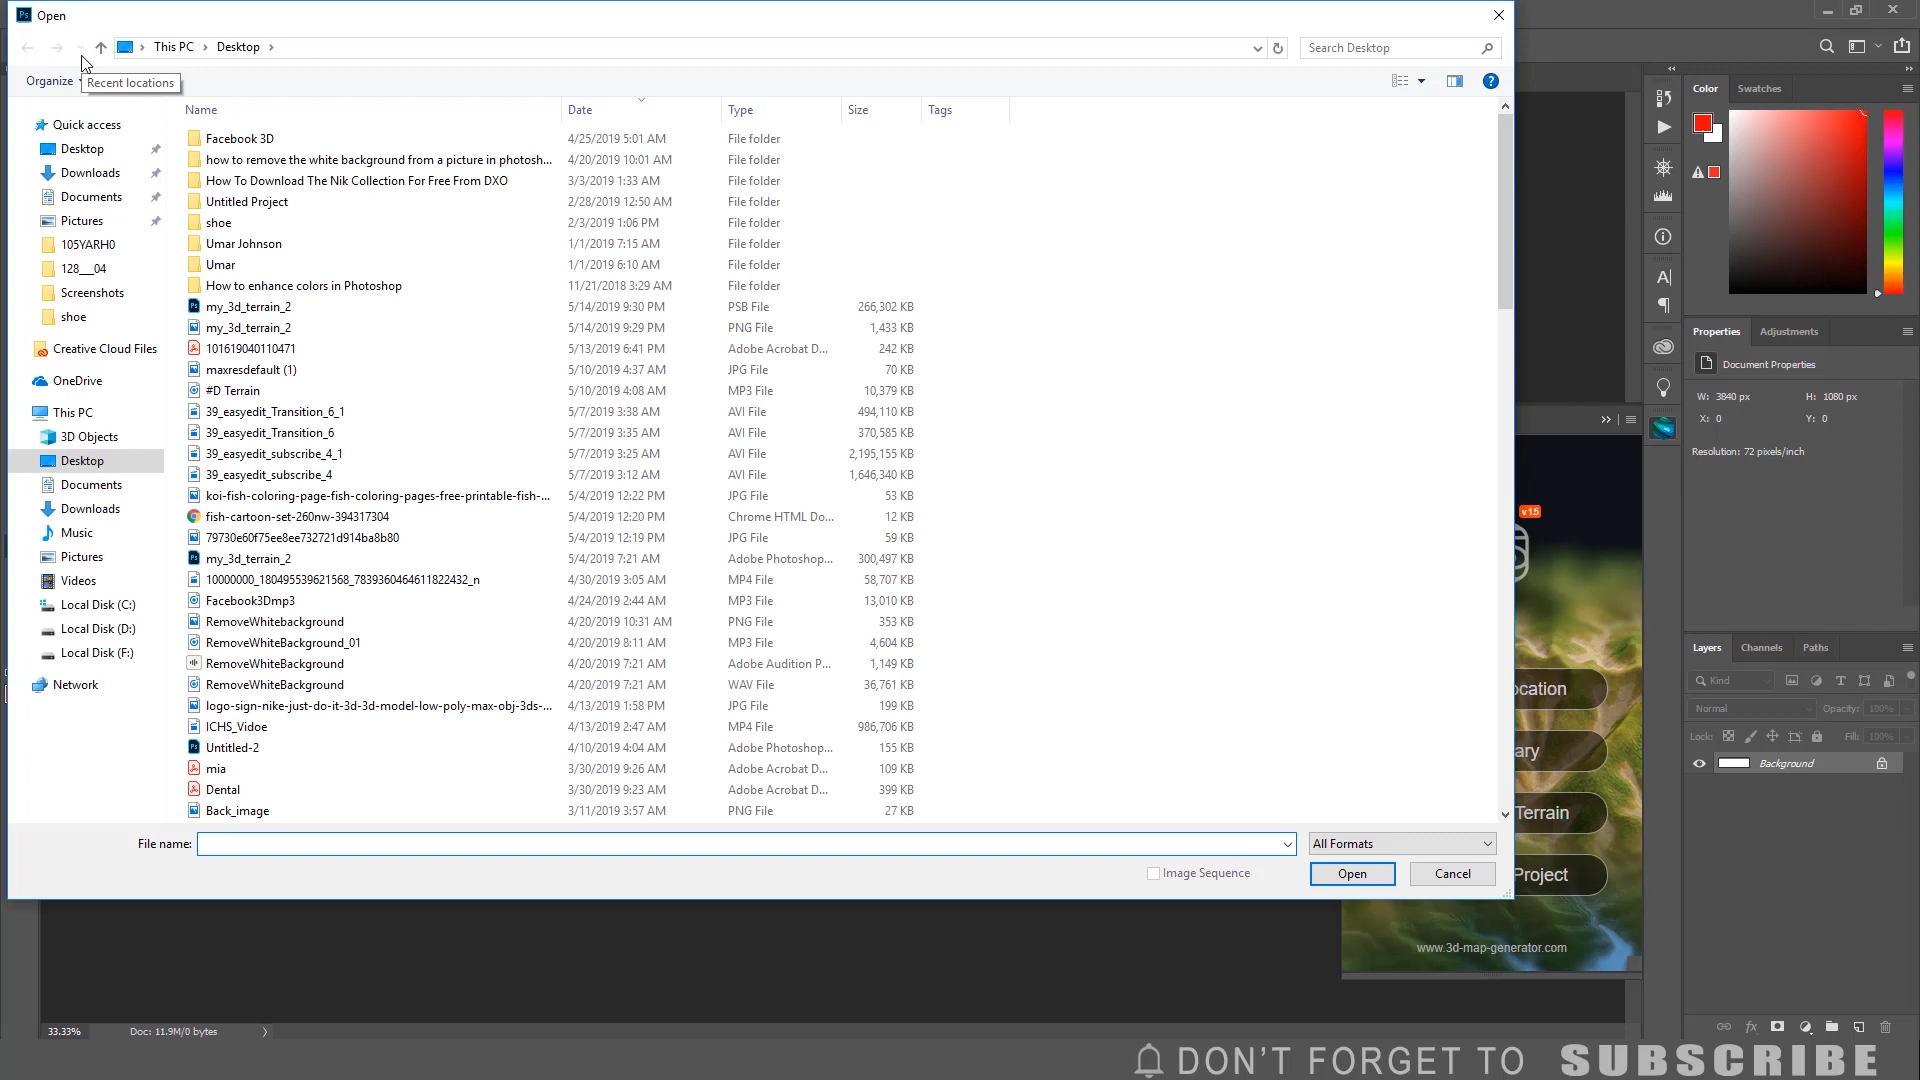 Ps Open
This PC > Desktop >
Search Desktop
Organize
Recent locations
Name Date Type Size Tags
Quick access
Desktop
Downloads
Documents
Pictures
105YARH0
128___04
Screenshots
shoe
Creative Cloud Files
OneDrive
This PC
3D Objects
Desktop
Documents
Downloads
Music
Pictures
Videos
Local Disk (C:)
Local Disk (D:)
Local Disk (F:)
Network
Facebook 3D 4/25/2019 5:01 AM File folder
how to remove the white background from a picture in photosh... 4/20/2019 10:01 AM File folder
How To Download The Nik Collection For Free From DXO 3/3/2019 1:33 AM File folder
Untitled Project 2/28/2019 12:50 AM File folder
shoe 2/3/2019 1:06 PM File folder
Umar Johnson 1/1/2019 7:15 AM File folder
Umar 1/1/2019 6:10 AM File folder
How to enhance colors in Photoshop 11/21/2018 3:29 AM File folder
my_3d_terrain_2 5/14/2019 9:30 PM PSB File 266,302 KB
my_3d_terrain_2 5/14/2019 9:29 PM PNG File 1,433 KB
101619040110471 5/13/2019 6:41 PM Adobe Acrobat D... 242 KB
maxresdefault (1) 5/10/2019 4:37 AM JPG File 70 KB
#D Terrain 5/10/2019 4:08 AM MP3 File 10,379 KB
39_easyedit_Transition_6_1 5/7/2019 3:38 AM AVI File 494,110 KB
39_easyedit_Transition_6 5/7/2019 3:35 AM AVI File 370,585 KB
39_easyedit_subscribe_4_1 5/7/2019 3:25 AM AVI File 2,195,155 KB
39_easyedit_subscribe_4 5/7/2019 3:12 AM AVI File 1,646,340 KB
koi-fish-coloring-page-fish-coloring-pages-free-printable-fish-... 5/4/2019 12:22 PM JPG File 53 KB
fish-cartoon-set-260nw-394317304 5/4/2019 12:20 PM Chrome HTML Do... 12 KB
79730e60f75ee8ee732721d914ba8b80 5/4/2019 12:19 PM JPG File 59 KB
my_3d_terrain_2 5/4/2019 7:21 AM Adobe Photoshop... 300,497 KB
10000000_180495539621568_7839360464611822432_n 4/30/2019 3:05 AM MP4 File 58,707 KB
Facebook3Dmp3 4/24/2019 2:44 AM MP3 File 13,010 KB
RemoveWhitebackground 4/20/2019 10:31 AM PNG File 353 KB
RemoveWhiteBackground_01 4/20/2019 8:11 AM MP3 File 4,604 KB
RemoveWhiteBackground 4/20/2019 7:21 AM Adobe Audition P... 1,149 KB
RemoveWhiteBackground 4/20/2019 7:21 AM WAV File 36,761 KB
logo-sign-nike-just-do-it-3d-3d-model-low-poly-max-obj-3ds-... 4/13/2019 1:58 PM JPG File 199 KB
ICHS_Vidoe 4/13/2019 2:47 AM MP4 File 986,706 KB
Untitled-2 4/10/2019 4:04 AM Adobe Photoshop... 155 KB
mia 3/30/2019 9:26 AM Adobe Acrobat D... 109 KB
Dental 3/30/2019 9:23 AM Adobe Acrobat D... 399 KB
Back_image 3/11/2019 3:57 AM PNG File 27 KB
File name:
All Formats
Image Sequence
Open Cancel
Color Swatches
Properties Adjustments
Document Properties
W: 3840 px H: 1080 px
X: 0 Y: 0
Resolution: 72 pixels/inch
v 1.5
ocation
ary
Terrain
Project
www.3d-map-generator.com
Layers Channels Paths
Kind
Normal Opacity: 100%
Lock: Fill: 100%
Background
fx
33.33% Doc: 11.9M/0 bytes
DON'T FORGET TO SUBSCRIBE